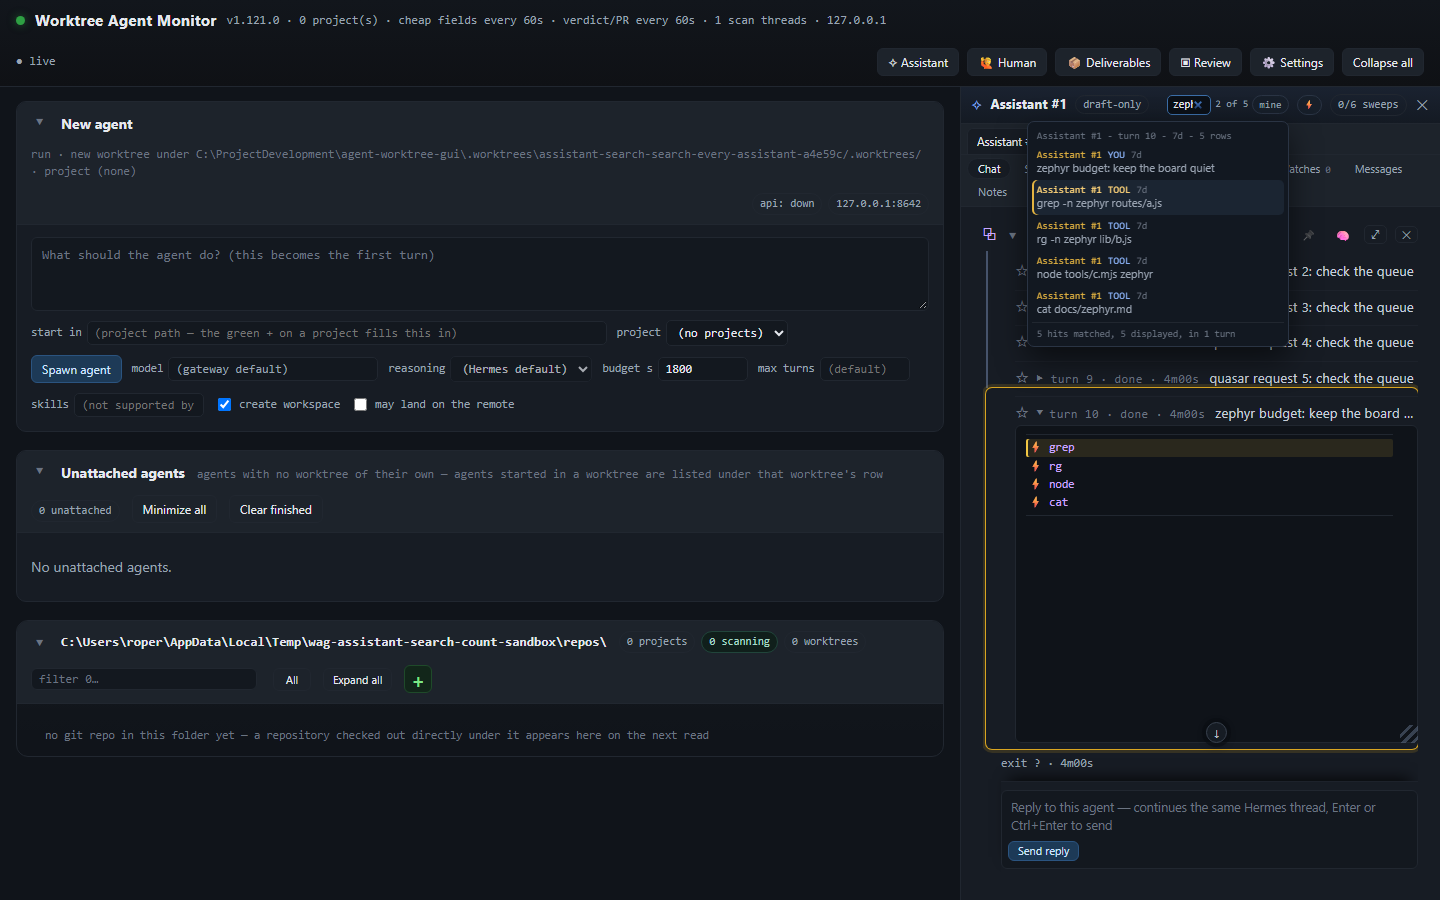 Worktree Agent Monitor v1.121.0 · 0 project(s) · cheap fields every 60s · verdict/PR every 60s · 1 scan threads · 127.0.0.1
live
Assistant
Human
Deliverables
Review
Settings
Collapse all
New agent
run · new worktree under C:\ProjectDevelopment\agent-worktree-gui\.worktrees\assistant-search-search-every-assistant-a4e59c/.worktrees/
· project (none)
api: down 127.0.0.1:8642
What should the agent do? (this becomes the first turn)
start in (project path — the green + on a project fills this in) project (no projects)
Spawn agent model (gateway default) reasoning (Hermes default) budget s 1800 max turns (default)
skills (not supported by create workspace may land on the remote
Unattached agents agents with no worktree of their own — agents started in a worktree are listed under that worktree's row
0 unattached Minimize all Clear finished
No unattached agents.
C:\Users\roper\AppData\Local\Temp\wag-assistant-search-count-sandbox\repos\ 0 projects 0 scanning 0 worktrees
filter 0… All Expand all +
no git repo in this folder yet — a repository checked out directly under it appears here on the next read
Assistant #1 draft-only zepl 2 of 5 mine 0/6 sweeps
Assistant
Chat
Messages
Notes
Assistant #1 - turn 10 - 7d - 5 rows
Assistant #1 YOU 7d
zephyr budget: keep the board quiet
Assistant #1 TOOL 7d
grep -n zephyr routes/a.js
Assistant #1 TOOL 7d
rg -n zephyr lib/b.js
Assistant #1 TOOL 7d
node tools/c.mjs zephyr
Assistant #1 TOOL 7d
cat docs/zephyr.md
5 hits matched, 5 displayed, in 1 turn
st 2: check the queue
st 3: check the queue
st 4: check the queue
turn 9 · done · 4m00s quasar request 5: check the queue
turn 10 · done · 4m00s zephyr budget: keep the board ...
grep
rg
node
cat
exit ? · 4m00s
Reply to this agent — continues the same Hermes thread, Enter or
Ctrl+Enter to send
Send reply